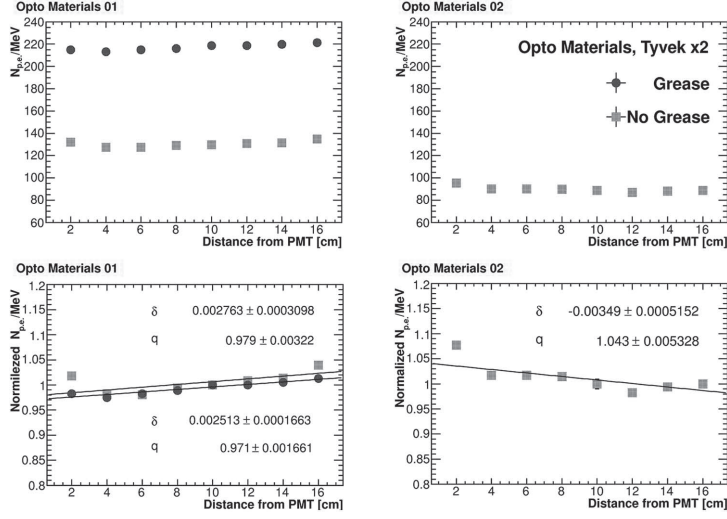 Opto Materials 01
N p.e./MeV
240
220
200
180
160
140
120
100
80
60
2 4 6 8 10 12 14 16
Distance from PMT [cm]
Opto Materials 02
N p.e./MeV
240
220
200
180
160
140
120
100
80
60
Opto Materials, Tyvek x2
Grease
No Grease
2 4 6 8 10 12 14 16
Distance from PMT [cm]
Opto Materials 01
Normilezed N p.e./MeV
1.2
1.15
1.1
1.05
1
0.95
0.9
0.85
0.8
δ 0.002763 ± 0.0003098
q 0.979 ± 0.00322
δ 0.002513 ± 0.0001663
q 0.971 ± 0.001661
2 4 6 8 10 12 14 16
Distance from PMT [cm]
Opto Materials 02
Normalized N p.e./MeV
1.2
1.15
1.1
1.05
1
0.95
0.9
0.85
0.8
δ -0.00349 ± 0.0005152
q 1.043 ± 0.005328
2 4 6 8 10 12 14 16
Distance from PMT [cm]